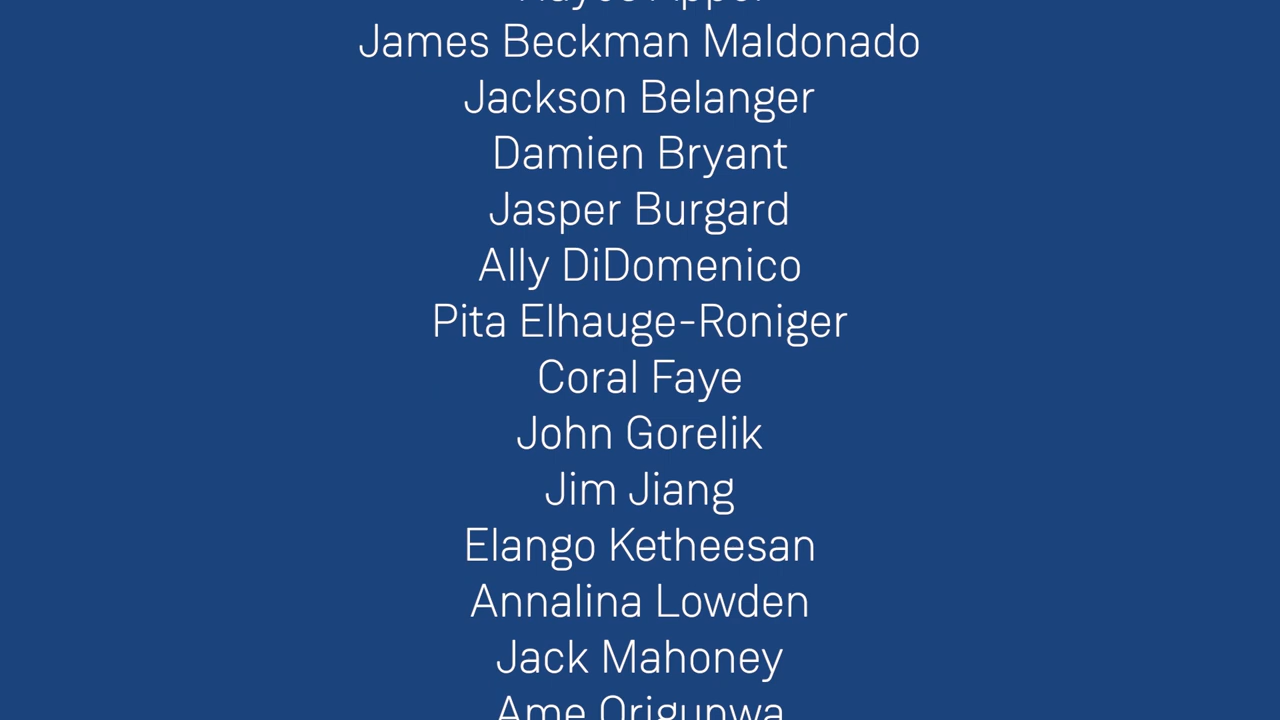 James Beckman Maldonado
Jackson Belanger
Damien Bryant
Jasper Burgard
Ally DiDomenico
Pita Elhauge-Roniger
Coral Faye
John Gorelik
Jim Jiang
Elango Ketheesan
Annalina Lowden
Jack Mahoney
Ame